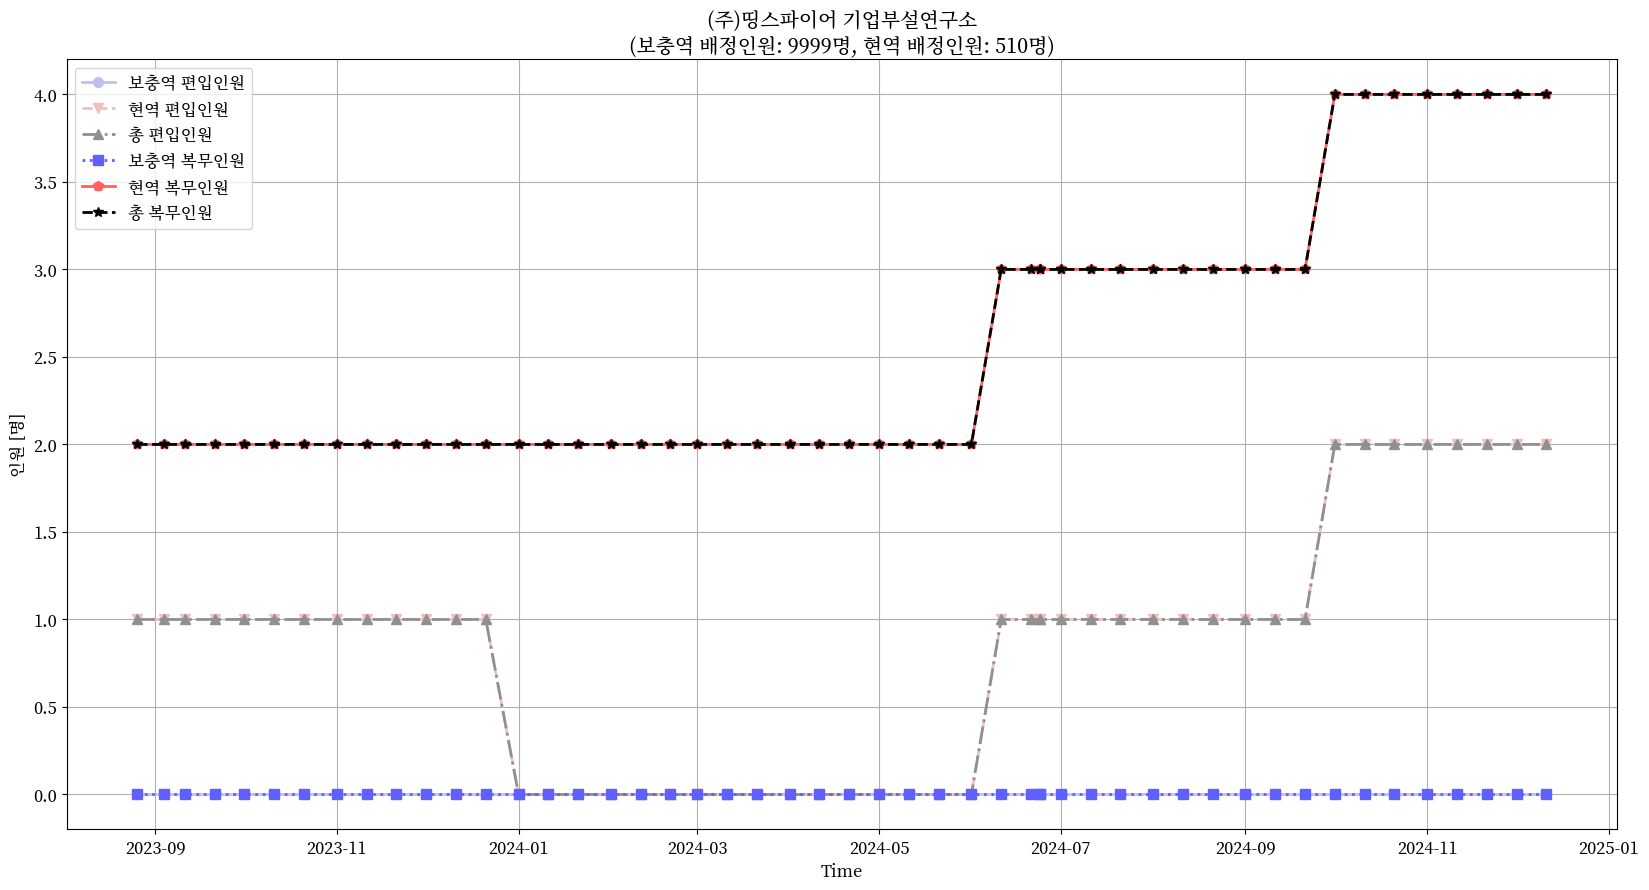 (주)띵스파이어 기업부설연구소
(보충역 배정인원: 9999명, 현역 배정인원: 510명)
보충역 편입인원
현역 편입인원
총 편입인원
보충역 복무인원
현역 복무인원
총 복무인원
인원 [명]
4.0
3.5
3.0
2.5
2.0
1.5
1.0
0.5
0.0
2023-09 2023-11 2024-01 2024-03 2024-05 2024-07 2024-09 2024-11 2025-01
Time